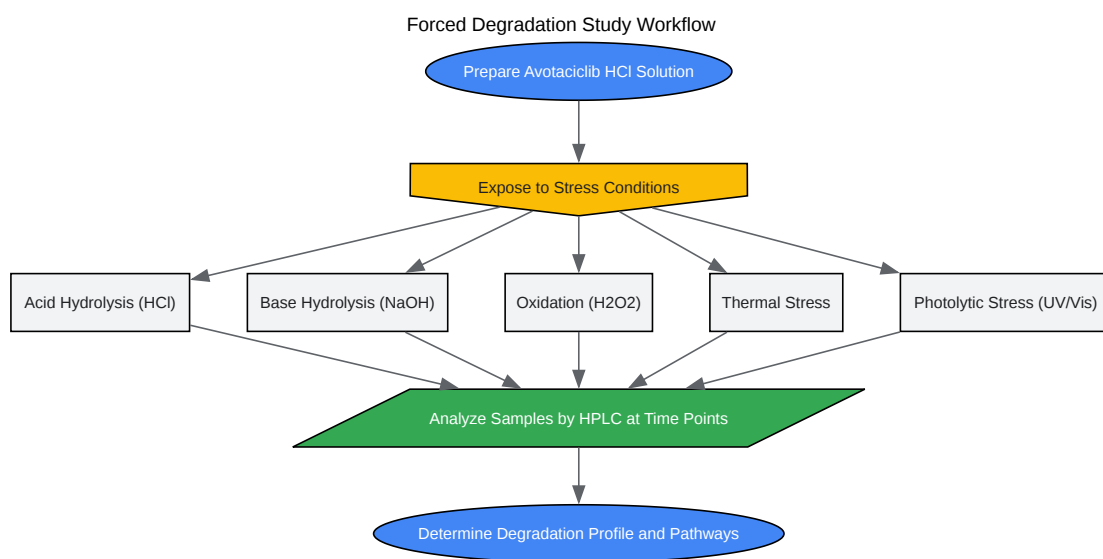 Forced Degradation Study Workflow
Prepare Avotaciclib HCl Solution
Expose to Stress Conditions
Acid Hydrolysis (HCl)
Base Hydrolysis (NaOH)
Oxidation (H2O2)
Thermal Stress
Photolytic Stress (UV/Vis)
Analyze Samples by HPLC at Time Points
Determine Degradation Profile and Pathways